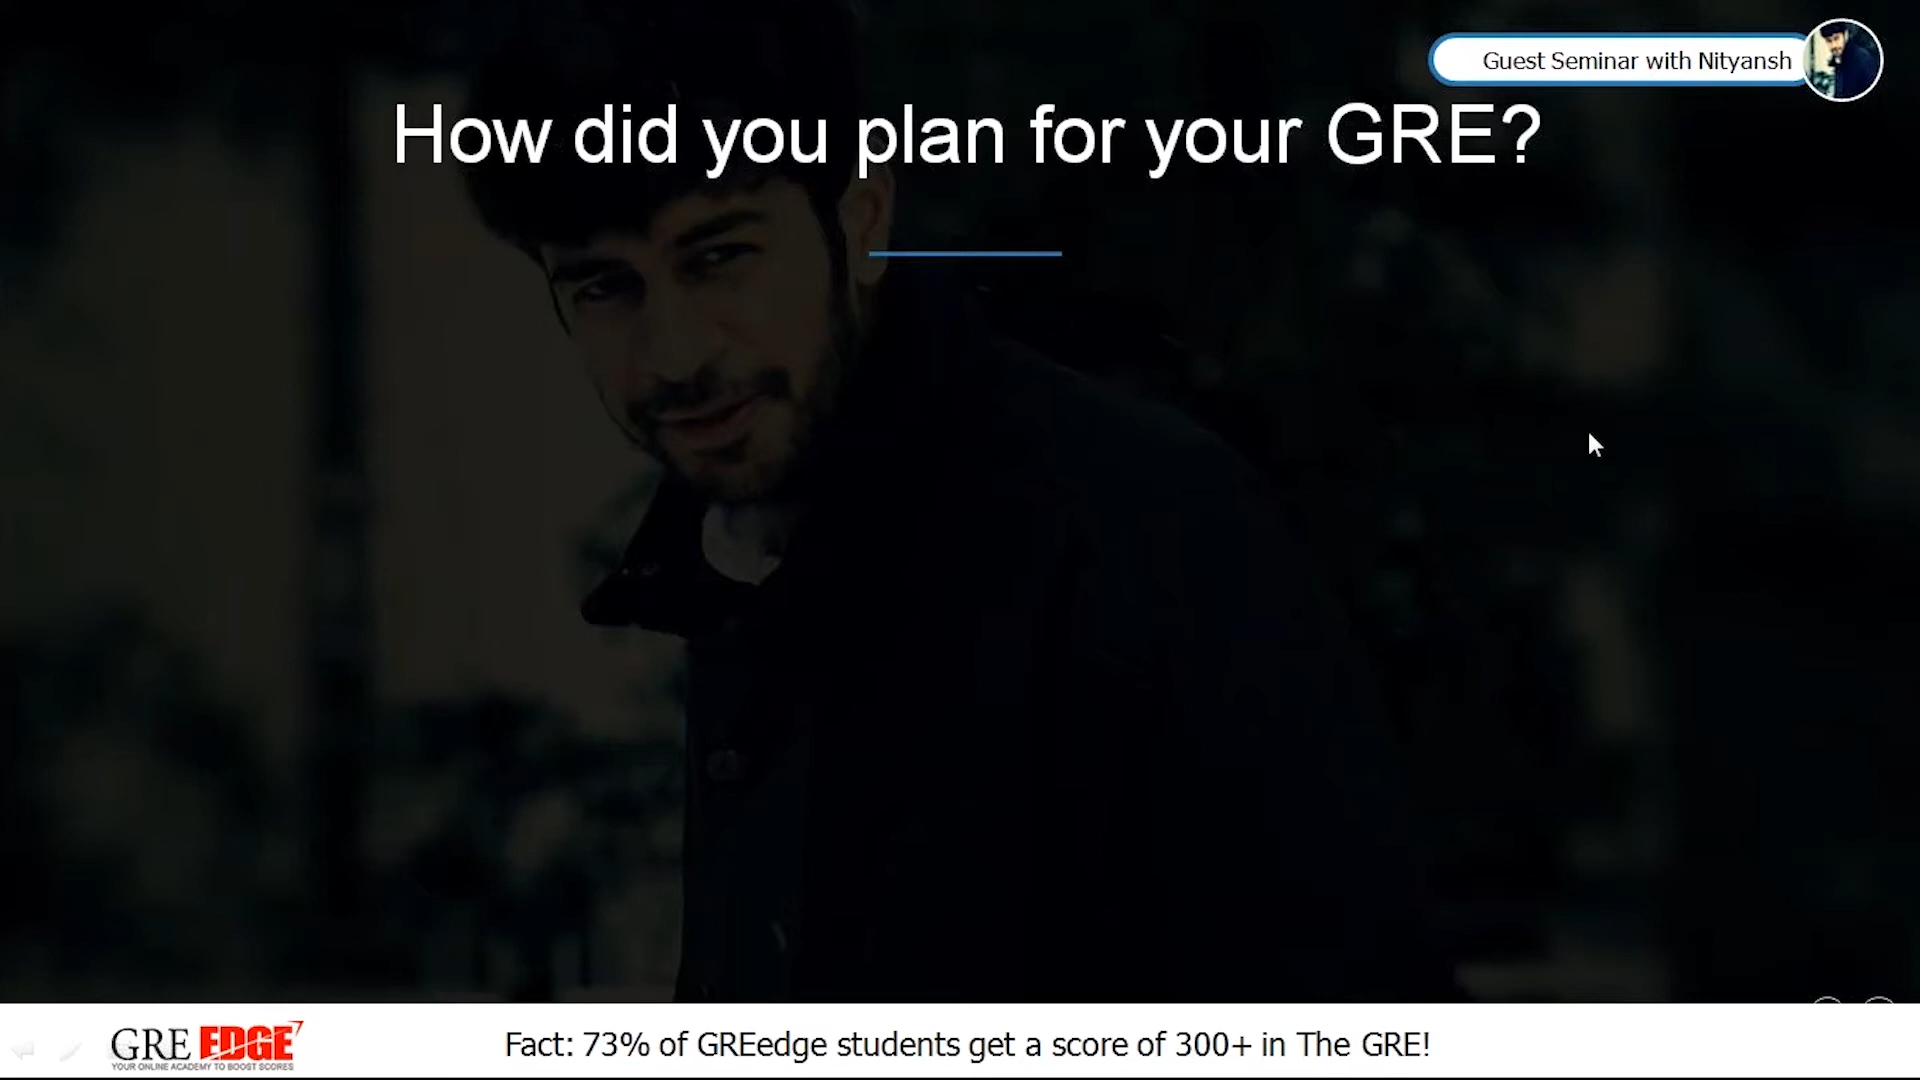 Guest Seminar with Nityansh
How did you plan for your GRE?
GRE EDGE
YOUR ONLINE ACADEMY TO BOOST SCORES
Fact: 73% of GREedge students get a score of 300+ in The GRE!